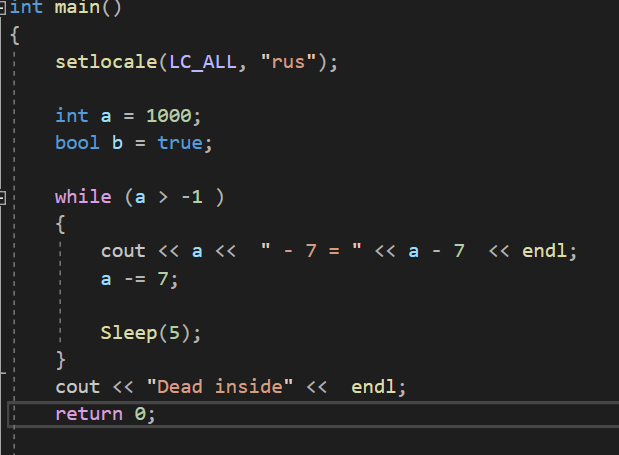 int main()
{
setlocale(LC_ALL, "rus");
int a = 1000;
bool b = true;
while (a > -1 )
{
cout << a <<  " - 7 = " << a - 7  << endl;
a -= 7;
Sleep(5);
}
cout << "Dead inside" <<  endl;
return 0;